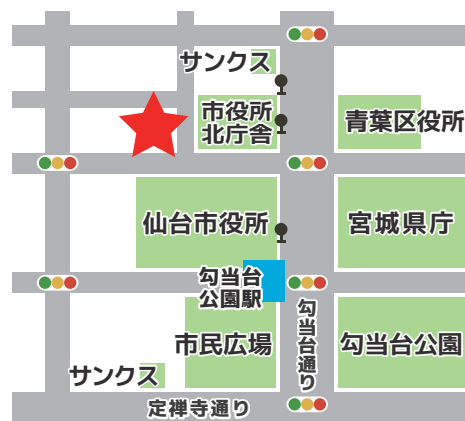 サンクス
市役所
北庁舎
青葉区役所
仙台市役所
宮城県庁
勾当台
公園駅
勾当台通り
市民広場
勾当台公園
サンクス
定禅寺通り